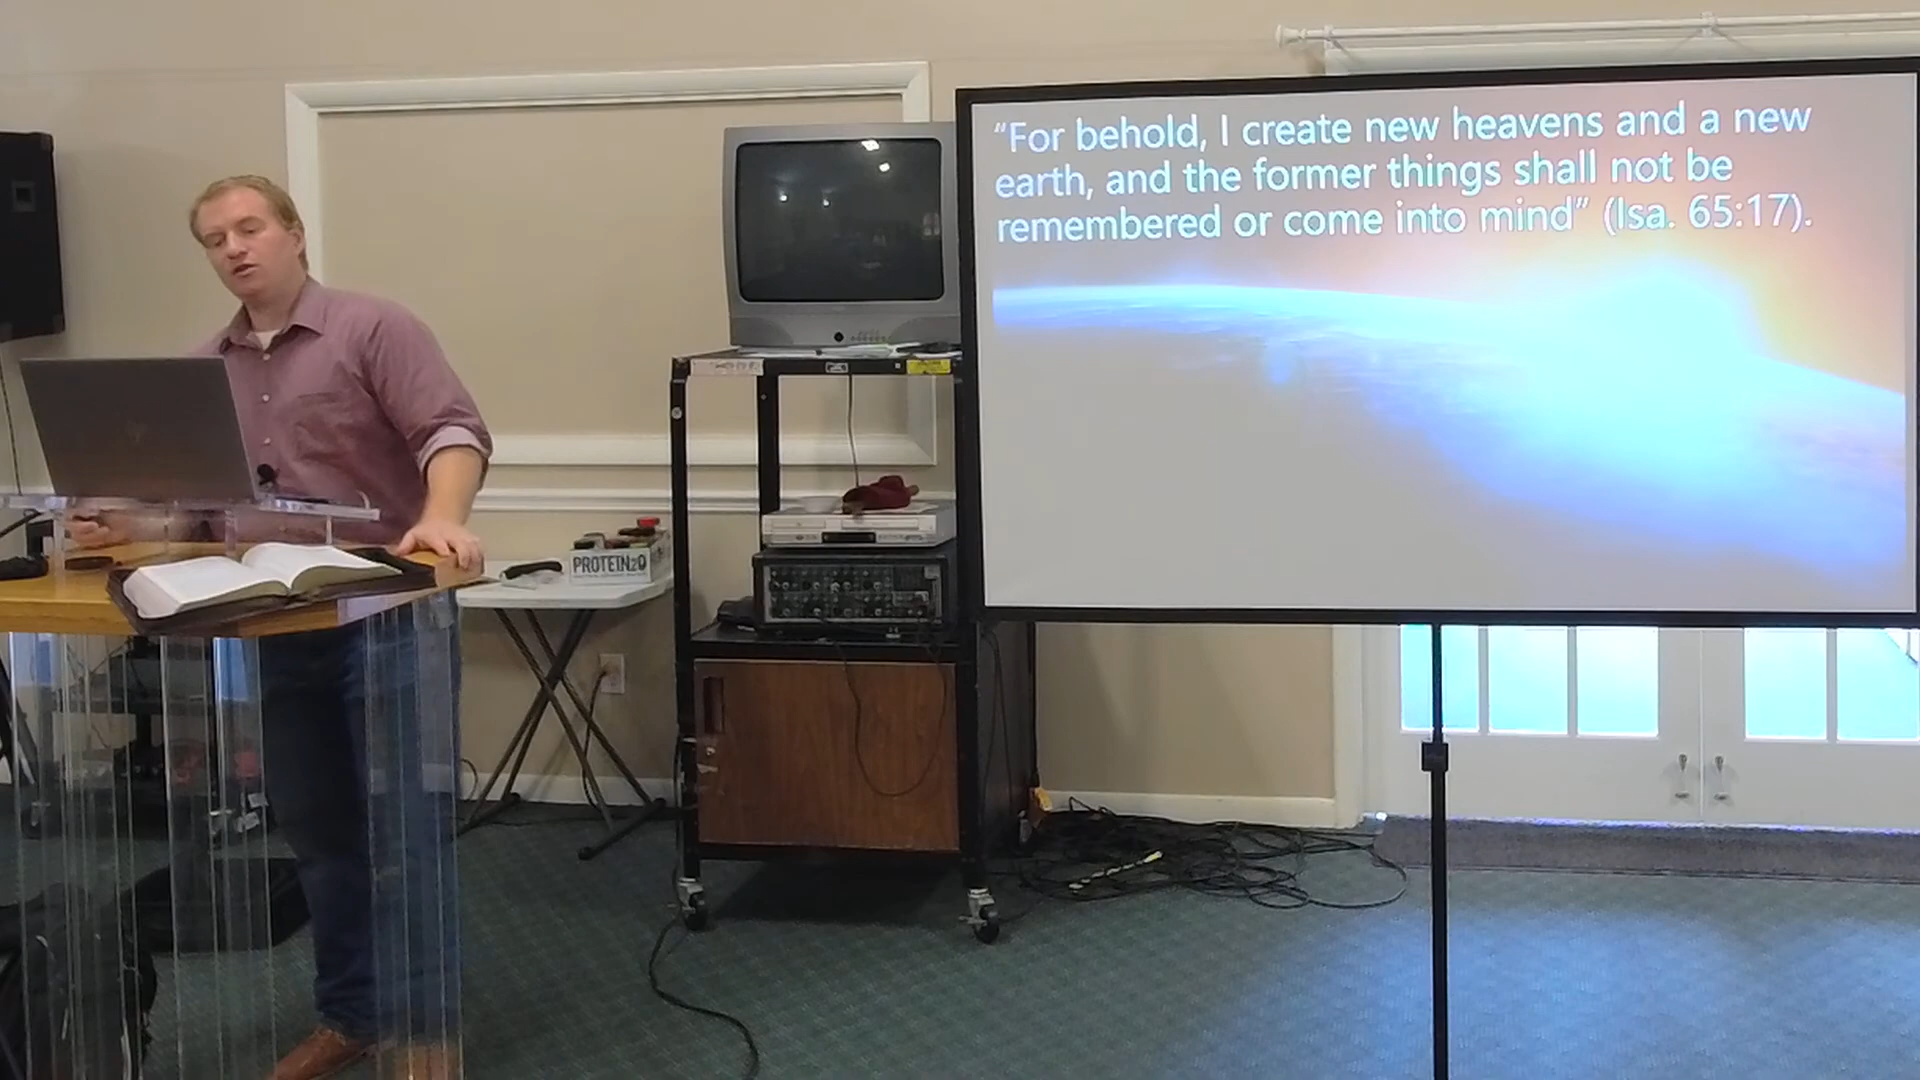 “For behold, I create new heavens and a new
earth, and the former things shall not be
remembered or come into mind” (Isa. 65:17).
PROTEIN2O